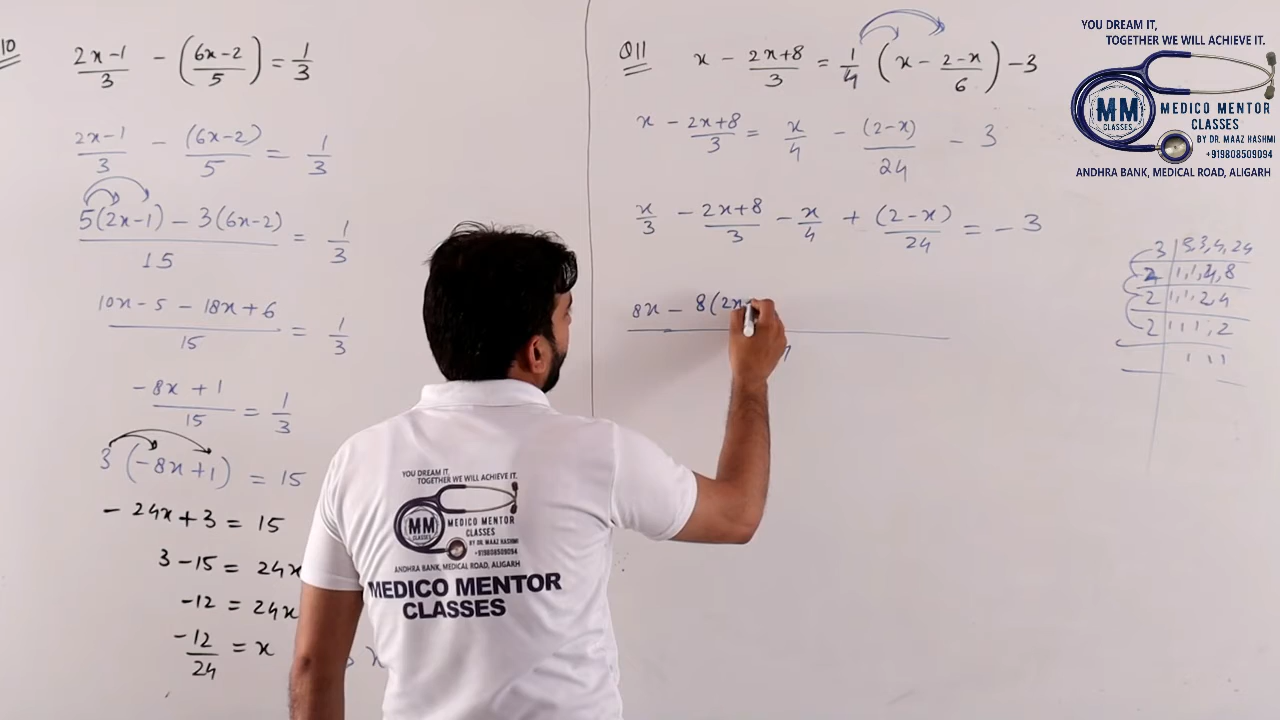 10
2x-1/3 - (6x-2/5) = 1/3
2x-1/3 - (6x-2)/5 = 1/3
5(2x-1) - 3(6x-2)/15 = 1/3
10x-5 - 18x+6/15 = 1/3
-8x+1/15 = 1/3
3(-8x+1) = 15
-24x+3 = 15
3-15 = 24x
-12 = 24x
-12/24 = x
Q11 x - 2x+8/3 = 1/4 (x - 2-x/6) -3
x - 2x+8/3 = x/4 - (2-x)/24 - 3
x/3 - 2x+8/3 - x/4 + (2-x)/24 = -3
8x - 8(2x
3 | 3,3,4,24
2 | 1,1,4,8
2 | 1,1,2,4
2 | 1,1,1,2
1 1 1
YOU DREAM IT,
TOGETHER WE WILL ACHIEVE IT.
MM
CLASSES
MEDICO MENTOR
CLASSES
BY DR. MAAZ HASHMI
+919808509094
ANDHRA BANK, MEDICAL ROAD, ALIGARH
YOU DREAM IT,
TOGETHER WE WILL ACHIEVE IT.
MM
CLASSES
MEDICO MENTOR
CLASSES
BY DR. MAAZ HASHMI
+919808509094
ANDHRA BANK, MEDICAL ROAD, ALIGARH
MEDICO MENTOR
CLASSES